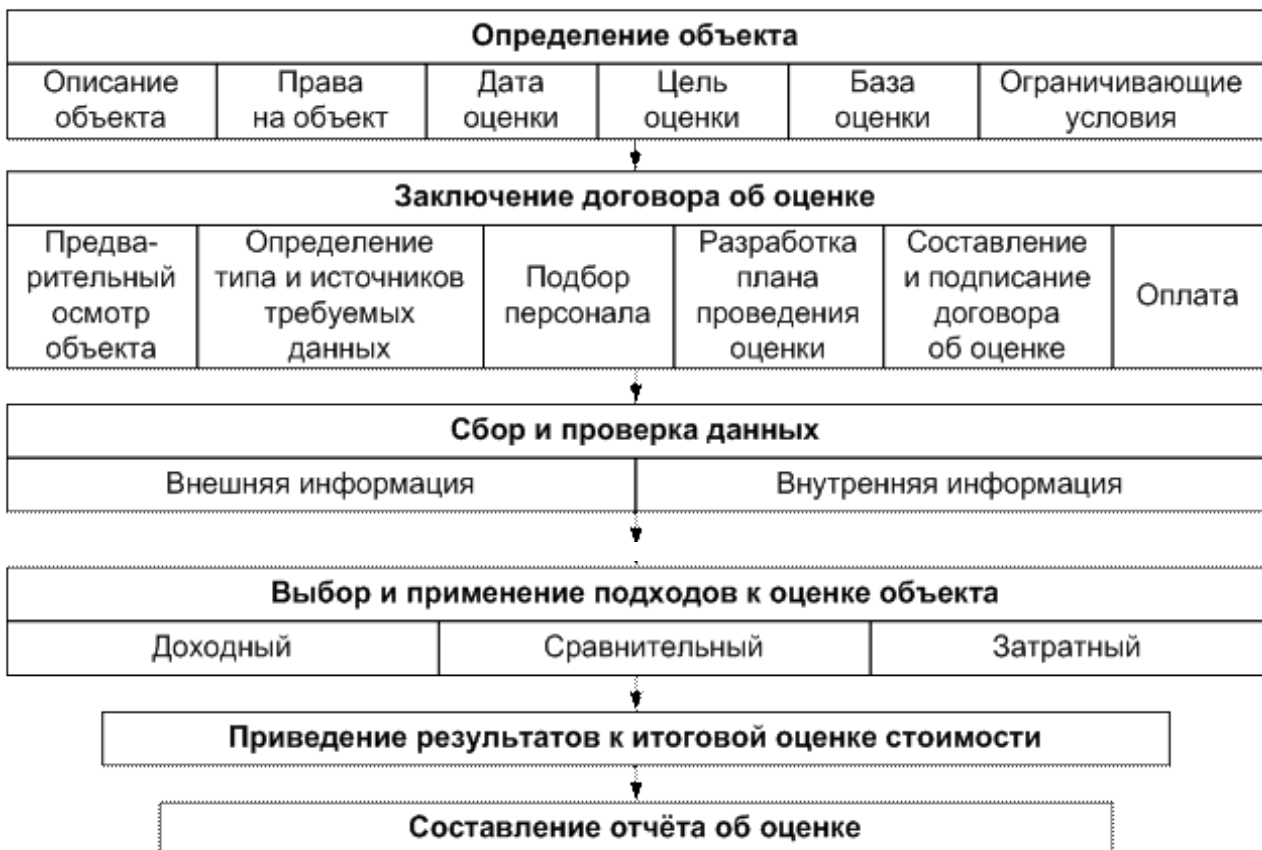 Определение объекта
Описание
объекта
Права
на объект
Дата
оценки
Цель
оценки
База
оценки
Ограничивающие
условия
Заключение договора об оценке
Предва-
рительный
осмотр
объекта
Определение
типа и источников
требуемых
данных
Подбор
персонала
Разработка
плана
проведения
оценки
Составление
и подписание
договора
об оценке
Оплата
Сбор и проверка данных
Внешняя информация
Внутренняя информация
Выбор и применение подходов к оценке объекта
Доходный
Сравнительный
Затратный
Приведение результатов к итоговой оценке стоимости
Составление отчёта об оценке